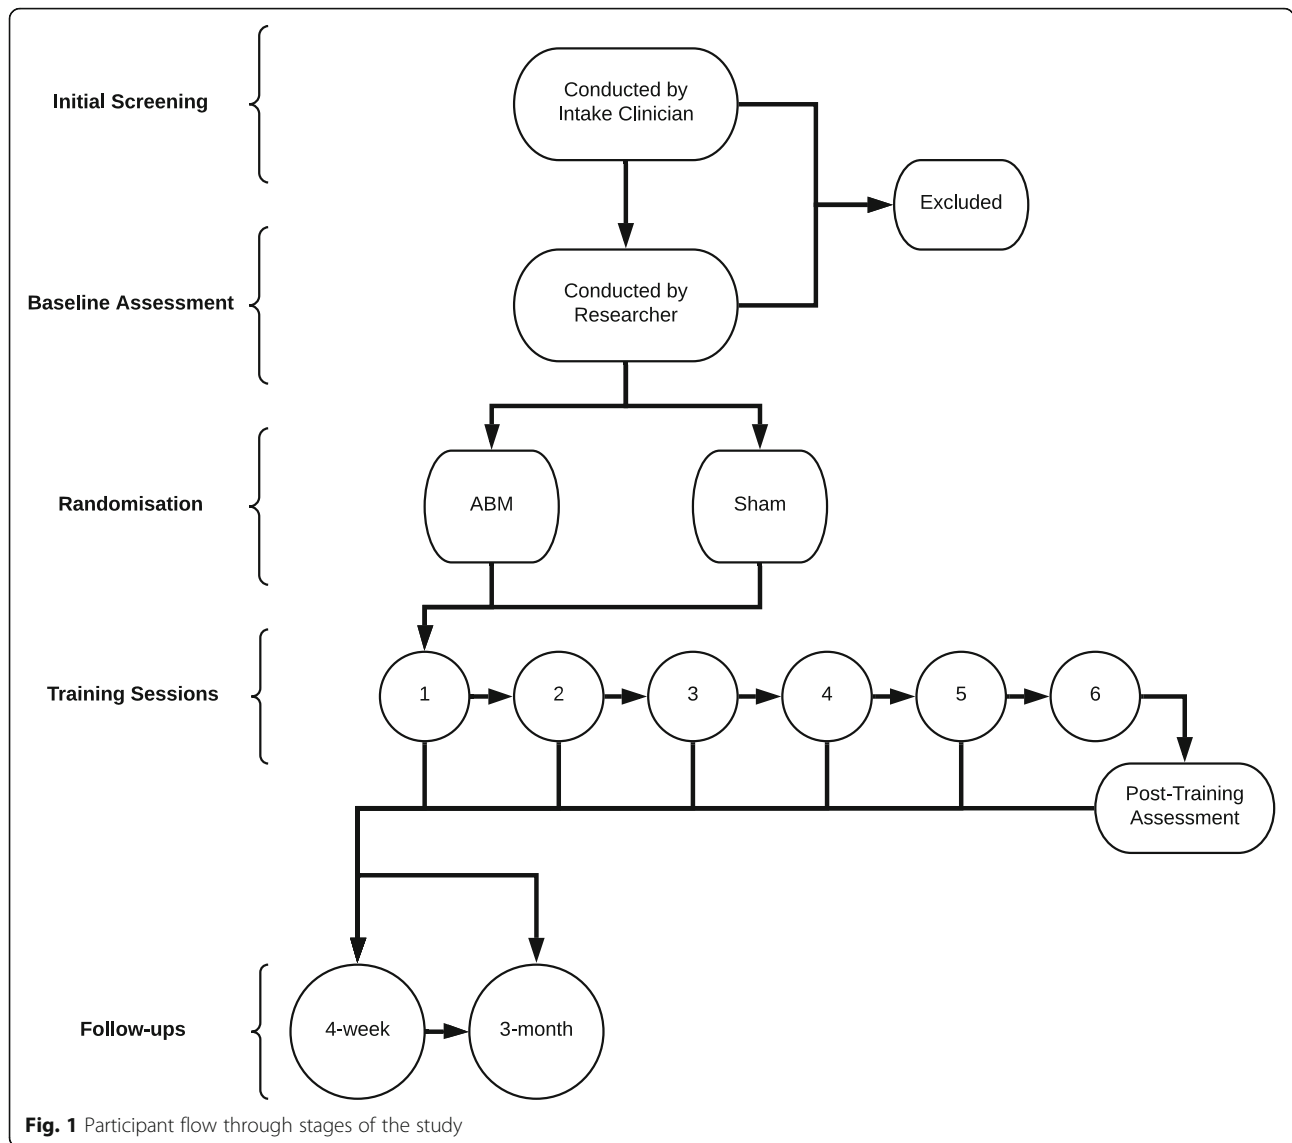 Initial Screening
Conducted by
Intake Clinician
Excluded
Baseline Assessment
Conducted by
Researcher
Randomisation
ABM
Sham
Training Sessions
1
2
3
4
5
6
Post-Training
Assessment
Follow-ups
4-week
3-month
Fig. 1 Participant flow through stages of the study